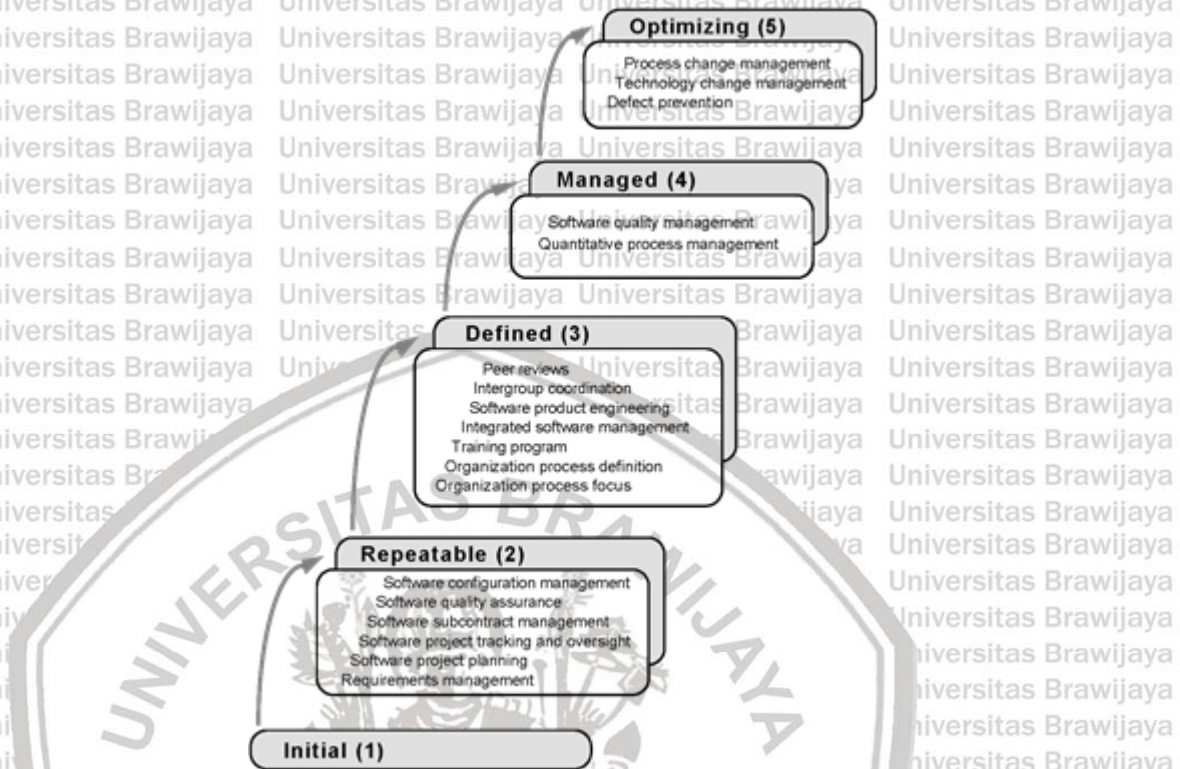 Optimizing (5)
Process change management
Technology change management
Defect prevention
Managed (4)
Software quality management
Quantitative process management
Defined (3)
Peer reviews
Intergroup coordination
Software product engineering
Integrated software management
Training program
Organization process definition
Organization process focus
Repeatable (2)
Software configuration management
Software quality assurance
Software subcontract management
Software project tracking and oversight
Software project planning
Requirements management
Initial (1)
UNIVERSITAS BRAWIJAYA
Universitas Brawijaya